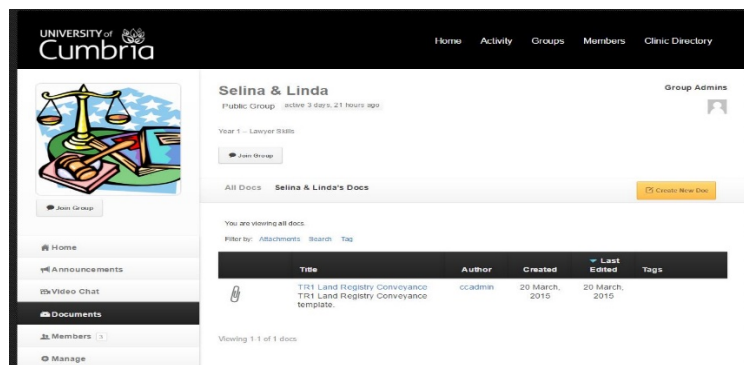 UNIVERSITY of
Cumbria
Home Activity Groups Members Clinic Directory
Selina & Linda
Public Group active 3 days, 21 hours ago
Group Admins
Year 1 – Lawyer Skills
Join Group
All Docs Selina & Linda's Docs
Create New Doc
Join Group
You are viewing all docs.
Filter by: Attachments Search Tag
Home
Announcements
Video Chat
Documents
Members 3
Manage
Title Author Created Last Edited Tags
TR1 Land Registry Conveyance ccadmin 20 March, 2015 20 March, 2015
TR1 Land Registry Conveyance
template.
Viewing 1-1 of 1 docs